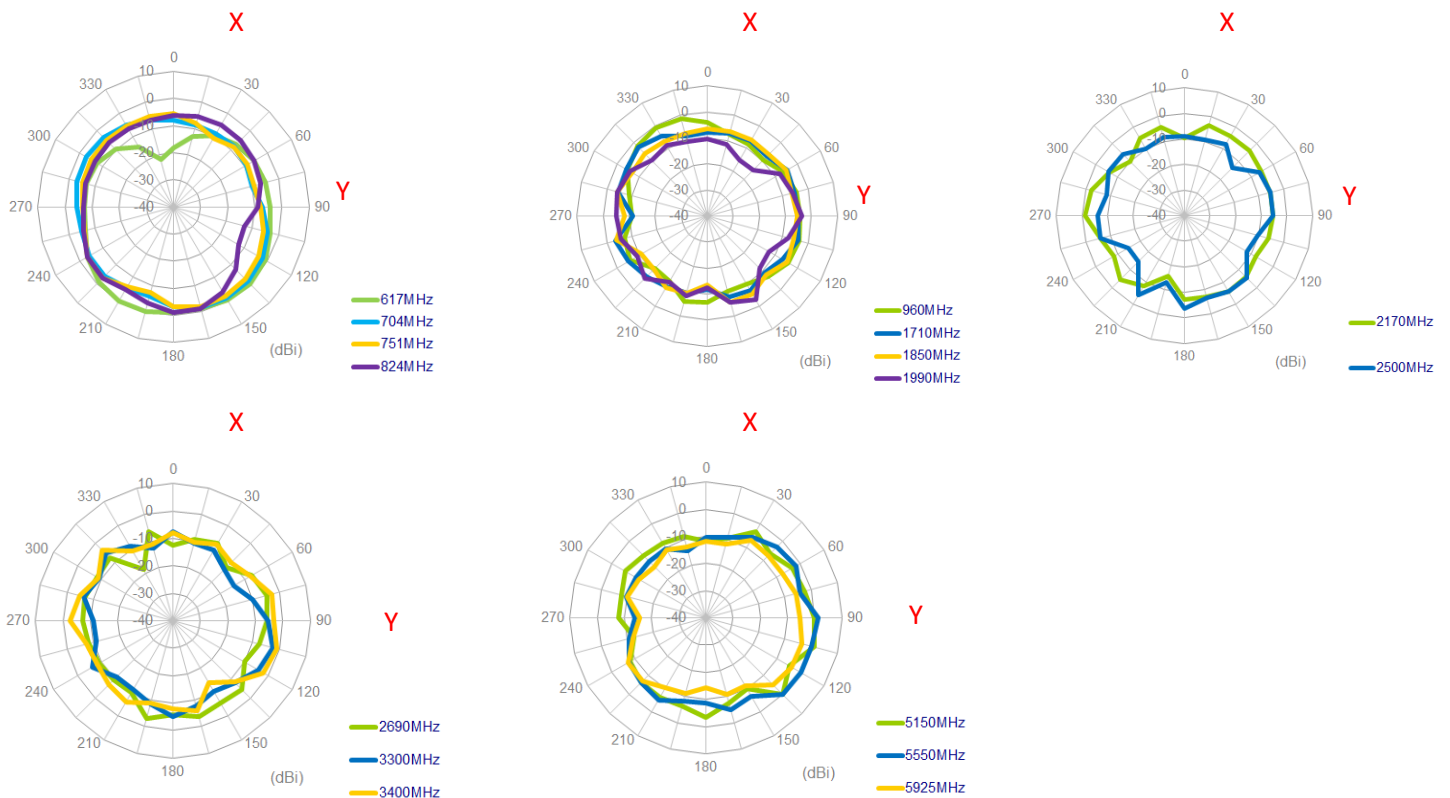 X
0
10
330
30
0
300
-10
60
-20
-30
270
-40
90
Y
240
120
210
150
180
(dBi)
617MHz
704MHz
751MHz
824MHz
X
0
10
330
30
0
300
-10
60
-20
-30
270
-40
90
Y
240
120
210
150
180
(dBi)
960MHz
1710MHz
1850MHz
1990MHz
X
0
10
330
30
0
300
-10
60
-20
-30
270
-40
90
Y
240
120
210
150
180
(dBi)
2170MHz
2500MHz
X
0
10
330
30
0
300
-10
60
-20
-30
270
-40
90
Y
240
120
210
150
180
(dBi)
2690MHz
3300MHz
3400MHz
X
0
10
330
30
0
300
-10
60
-20
-30
270
-40
90
Y
240
120
210
150
180
(dBi)
5150MHz
5550MHz
5925MHz